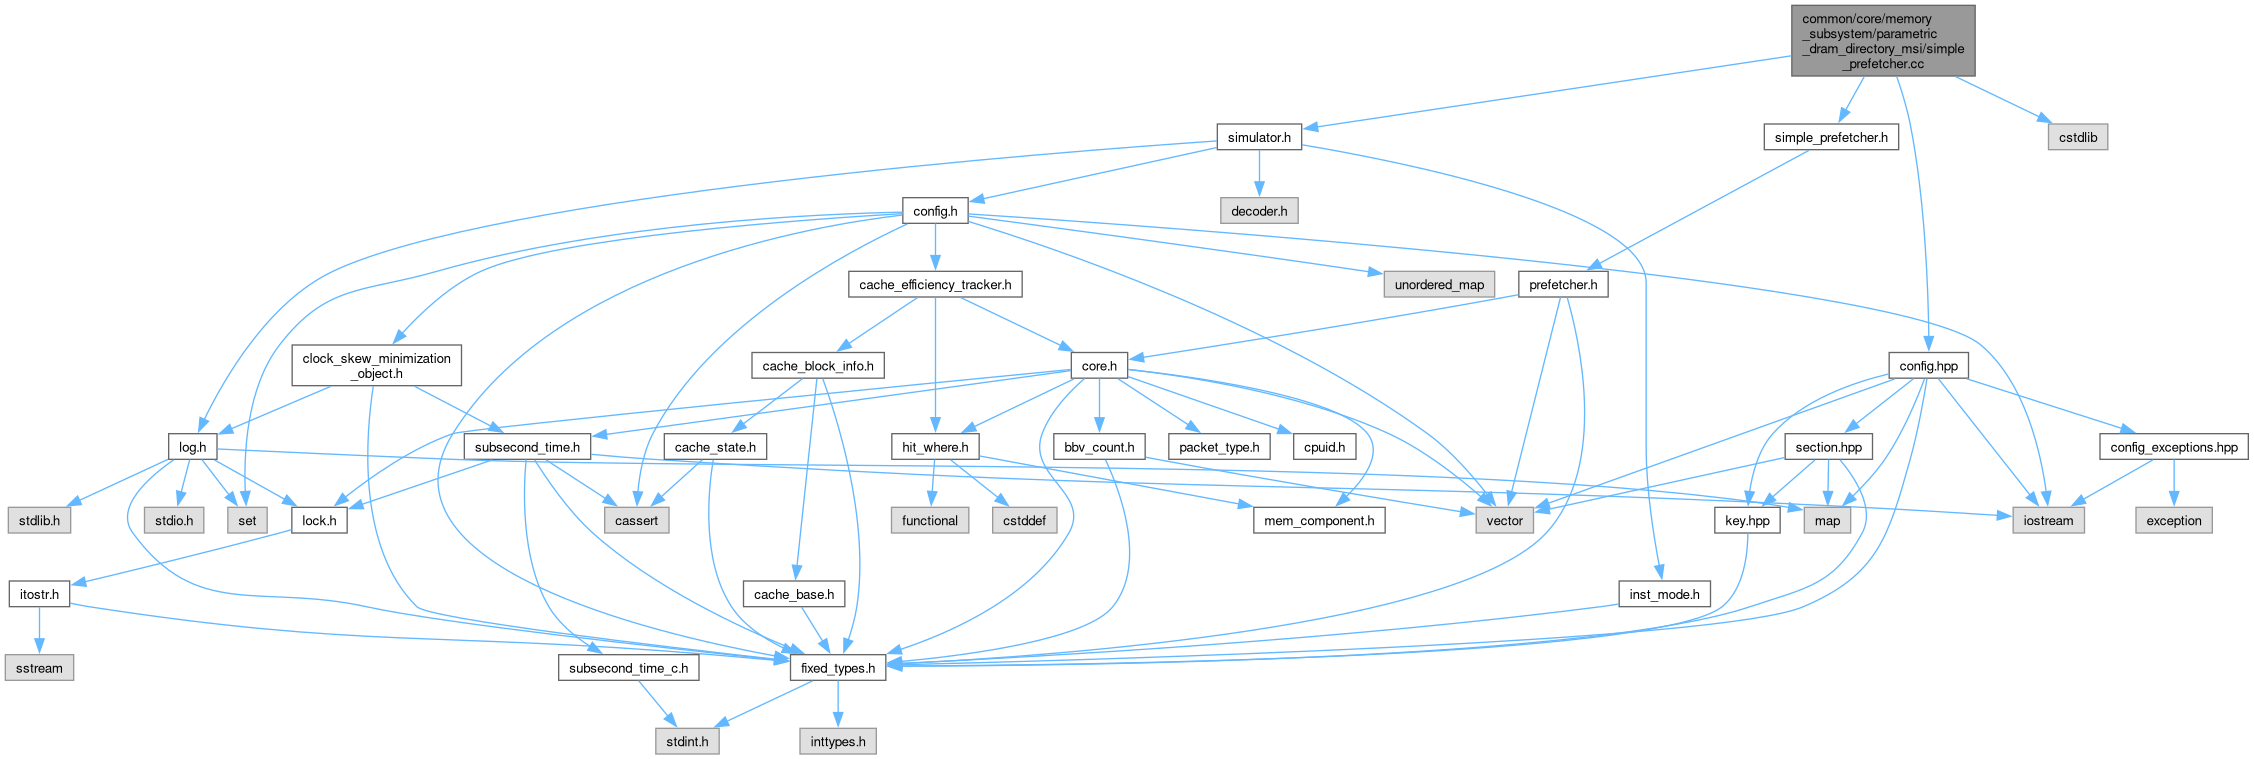 common/core/memory
_subsystem/parametric
_dram_directory_msi/simple
_prefetcher.cc
simulator.h
simple_prefetcher.h
cstdlib
config.h
decoder.h
cache_efficiency_tracker.h
unordered_map
prefetcher.h
clock_skew_minimization
_object.h
cache_block_info.h
core.h
config.hpp
log.h
subsecond_time.h
cache_state.h
hit_where.h
bbv_count.h
packet_type.h
cpuid.h
section.hpp
config_exceptions.hpp
stdlib.h
stdio.h
set
lock.h
cassert
functional
cstddef
mem_component.h
vector
key.hpp
map
iostream
exception
itostr.h
cache_base.h
inst_mode.h
sstream
subsecond_time_c.h
fixed_types.h
stdint.h
inttypes.h